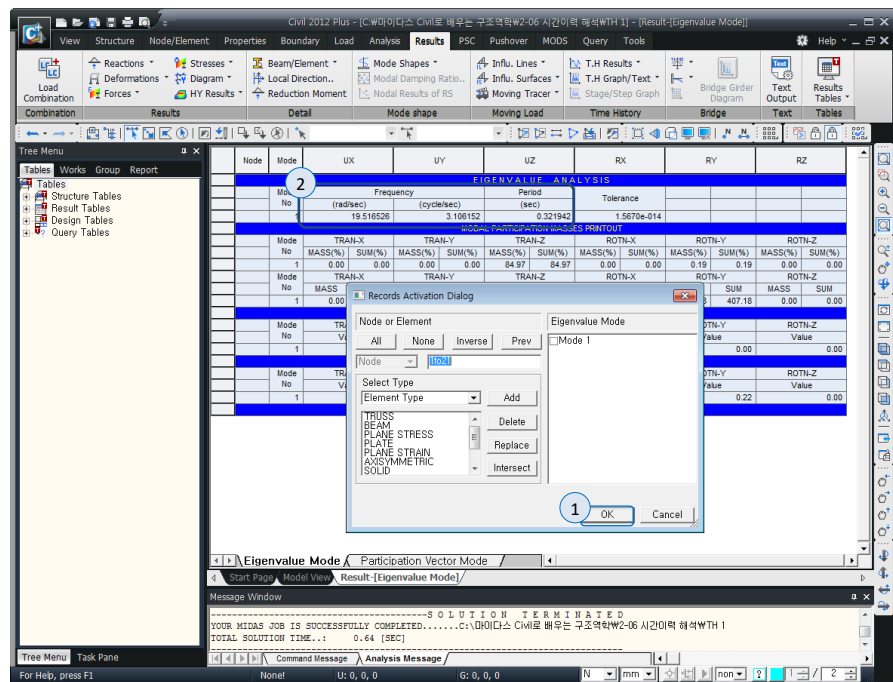 Civil 2012 Plus - [C:₩마이다스 Civil로 배우는 구조역학₩2-06 시간이력 해석₩TH 1] - [Result-[Eigenvalue Mode]]
View Structure Node/Element Properties Boundary Load Analysis Results PSC Pushover MODS Query Tools Help
Load Combination
Reactions
Deformations
Forces
Stresses
Diagram
HY Results
Beam/Element
Local Direction..
Reduction Moment
Mode Shapes
Modal Damping Ratio..
Nodal Results of RS
Influ. Lines
Influ. Surfaces
Moving Tracer
T.H Results
T.H Graph/Text
Stage/Step Graph
Bridge Girder Diagram
Text Output
Results Tables
Combination Results Detail Mode shape Moving Load Time History Bridge Text Tables
Tree Menu
Tables Works Group Report
Tables
Structure Tables
Result Tables
Design Tables
Query Tables
Node Mode UX UY UZ RX RY RZ
EIGENVALUE ANALYSIS
2
Mode No Frequency Period Tolerance
(rad/sec) (cycle/sec) (sec)
1 19.516526 3.106152 0.321942 1.5670e-014
MODAL PARTICIPATION MASSES PRINTOUT
Mode No TRAN-X TRAN-Y TRAN-Z ROTN-X ROTN-Y ROTN-Z
MASS(%) SUM(%) MASS(%) SUM(%) MASS(%) SUM(%) MASS(%) SUM(%) MASS(%) SUM(%) MASS(%) SUM(%)
1 0.00 0.00 0.00 0.00 84.97 84.97 0.00 0.00 0.19 0.19 0.00 0.00
Mode No TRAN-X TRAN-Y TRAN-Z ROTN-X ROTN-Y ROTN-Z
MASS SUM MASS SUM
1 0.00 407.18 0.00 0.00
Mode No
Value
1 0.00 0.00
Mode No
Value
1 0.22 0.00
Records Activation Dialog
Node or Element
All None Inverse Prev
Node 1to21
Select Type
Element Type
TRUSS
BEAM
PLANE STRESS
PLATE
PLANE STRAIN
AXISYMMETRIC
SOLID
Add
Delete
Replace
Intersect
Eigenvalue Mode
Mode 1
1
OK Cancel
Eigenvalue Mode Participation Vector Mode
Start Page Model View Result-[Eigenvalue Mode]
Message Window
SOLUTION TERMINATED
YOUR MIDAS JOB IS SUCCESSFULLY COMPLETED.......C:\마이다스 Civil로 배우는 구조역학₩2-06 시간이력 해석₩TH 1
TOTAL SOLUTION TIME..: 0.64 [SEC]
Tree Menu Task Pane
Command Message Analysis Message
For Help, press F1 None! U: 0, 0, 0 G: 0, 0, 0 N mm non 1 / 2